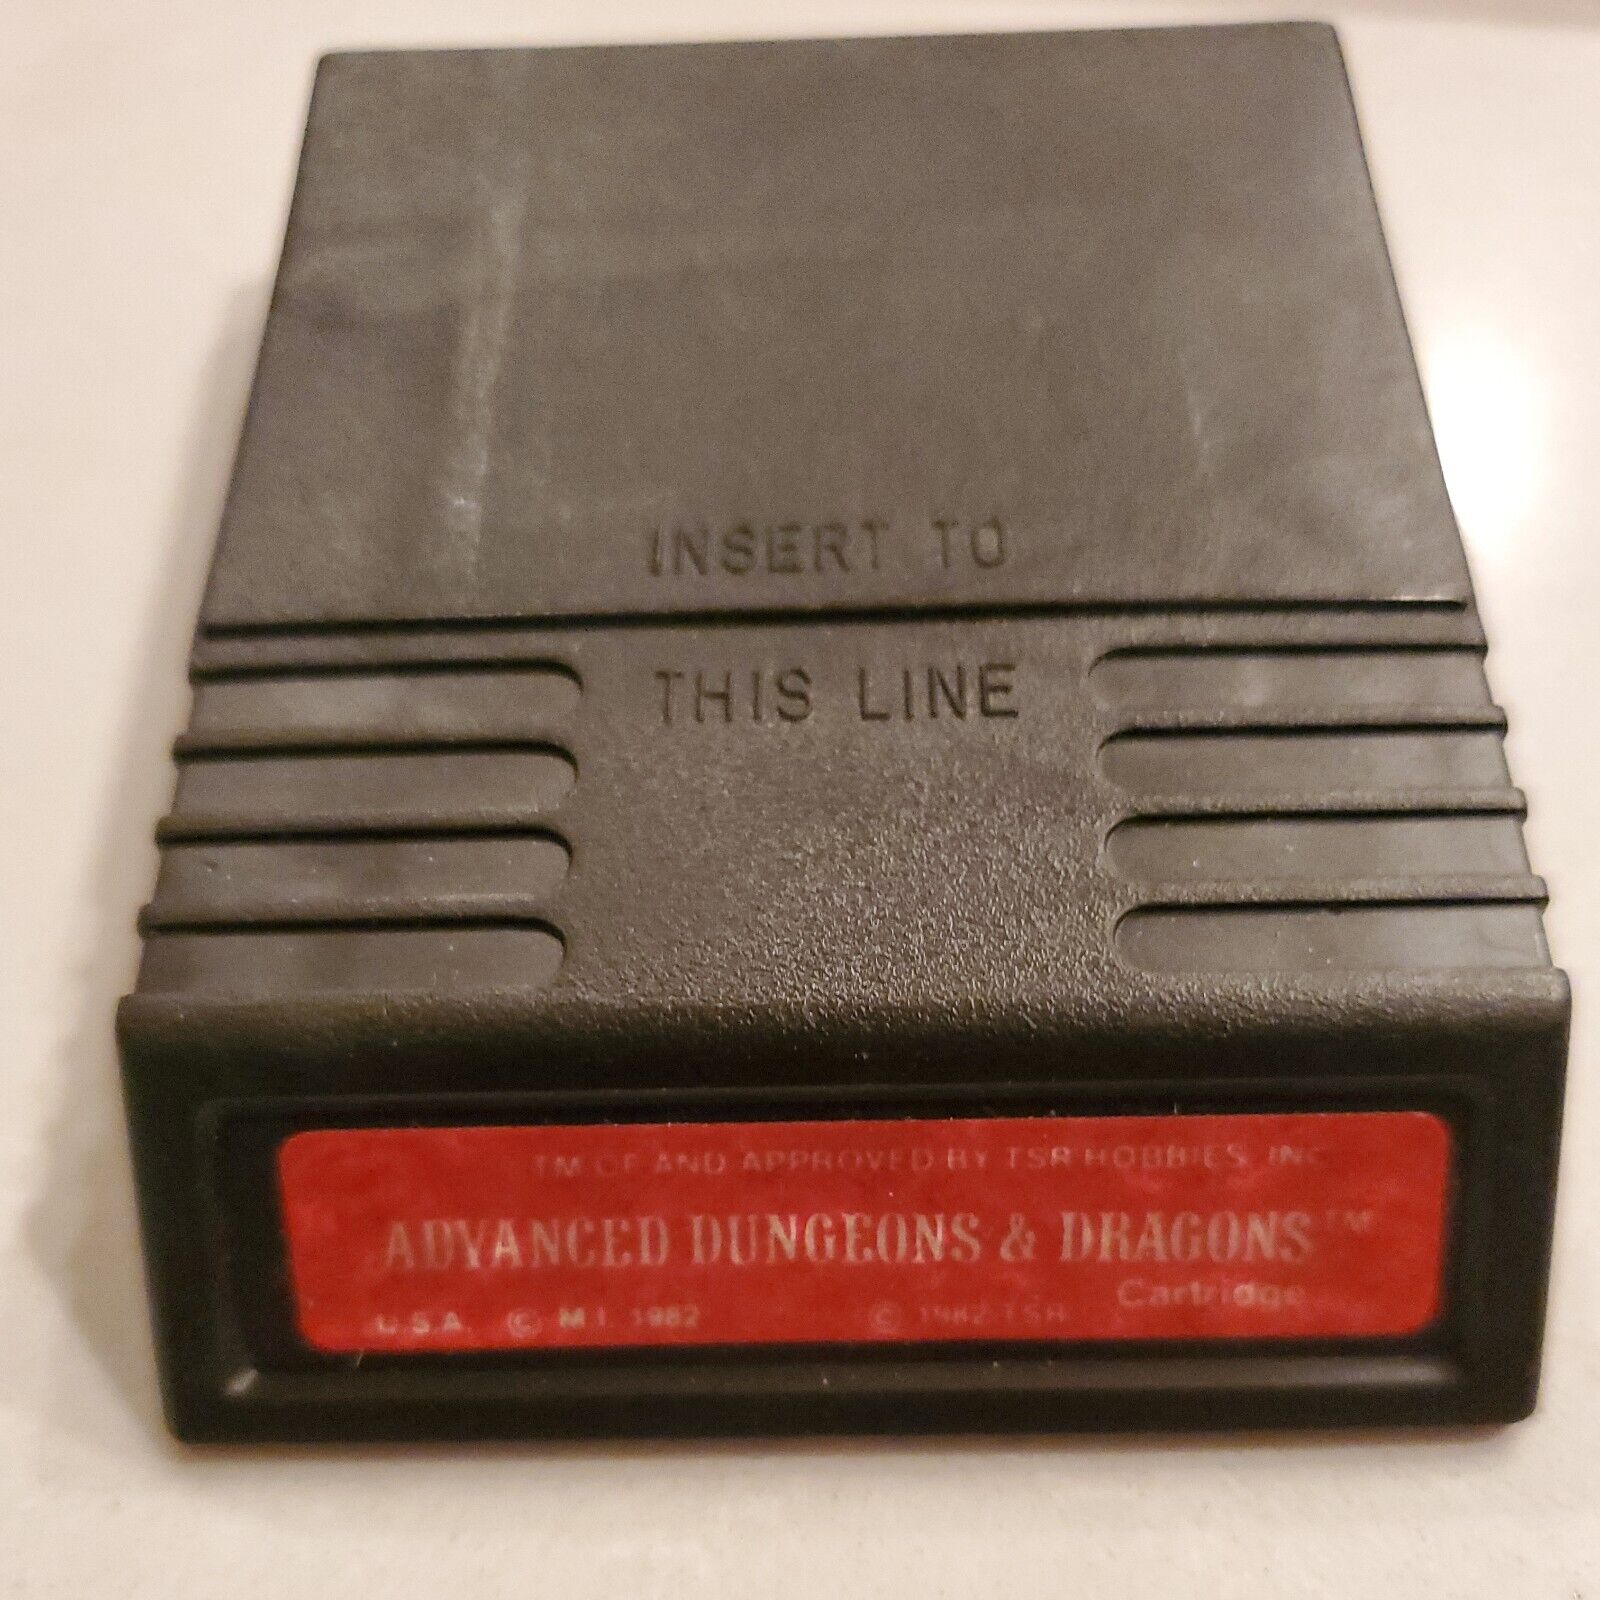 INSERT TO
THIS LINE
TM OF AND APPROVED BY TSR HOBBIES, INC.
ADVANCED DUNGEONS & DRAGONS™
Cartridge
U.S.A. © M.I. 1982 © 1982 TSR